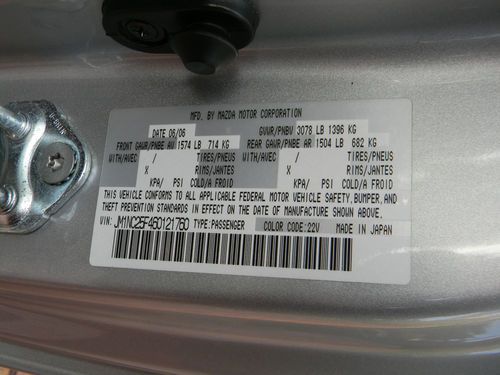 MFD. BY MAZDA MOTOR CORPORATION
DATE 06/06 GVWR/PNBV 3078 LB 1396 KG
FRONT GAWR/PNBE AV 1574 LB 714 KG REAR GAWR/PNBE AR 1504 LB 682 KG
WITH/AVEC / TIRES/PNEUS WITH/AVEC / TIRES/PNEUS
X RIMS/JANTES X RIMS/JANTES
KPA/ PSI COLD/A FROID KPA/ PSI COLD/A FROID
THIS VEHICLE CONFORMS TO ALL APPLICABLE FEDERAL MOTOR VEHICLE SAFETY, BUMPER, AND
THEFT PREVENTION STANDARDS IN EFFECT ON THE DATE OF MANUFACTURE SHOWN ABOVE.
VIN: JM1NC25F460121760 TYPE: PASSENGER COLOR CODE: 22V MADE IN JAPAN